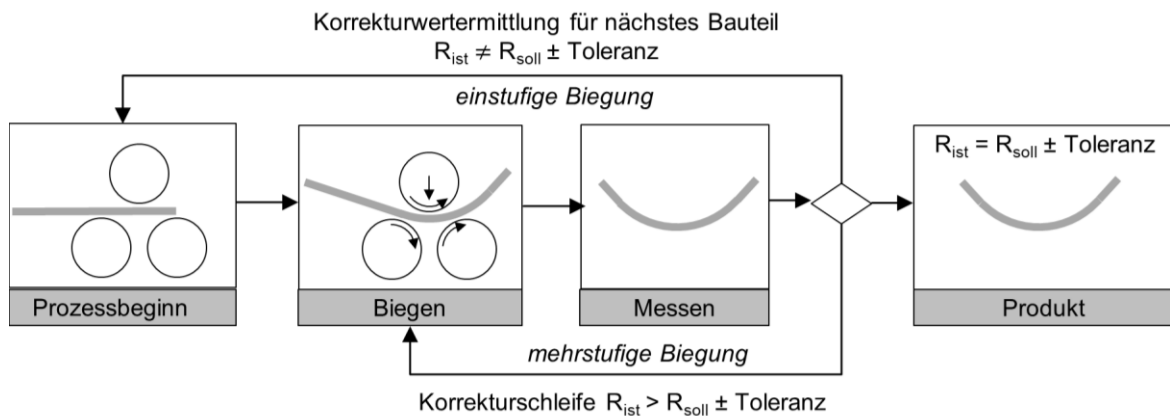 Korrekturwertermittlung für nächstes Bauteil
R_ist ≠ R_soll ± Toleranz
einstufige Biegung
R_ist = R_soll ± Toleranz
Prozessbeginn
Biegen
Messen
Produkt
mehrstufige Biegung
Korrekturschleife R_ist > R_soll ± Toleranz